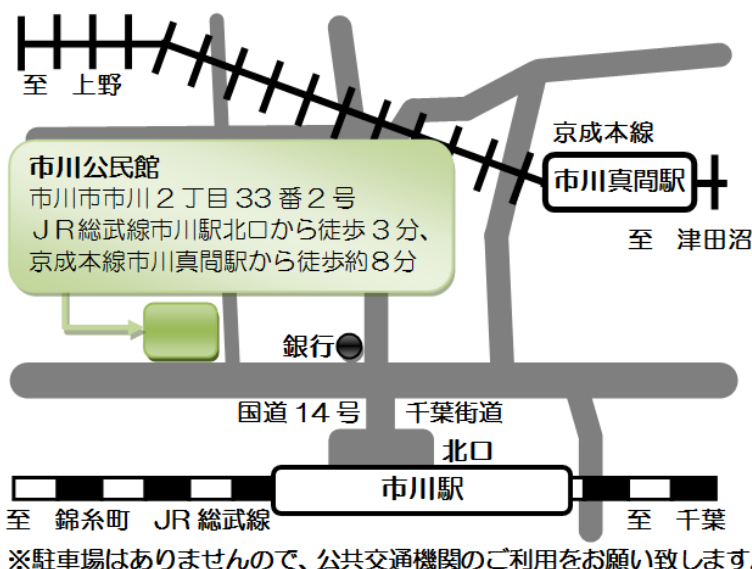 至 上野
京成本線
市川真間駅
至 津田沼
市川公民館
市川市市川2丁目33番2号
JR総武線市川駅北口から徒歩3分、
京成本線市川真間駅から徒歩約8分
銀行
国道14号 千葉街道
北口
市川駅
至 錦糸町 JR総武線 至 千葉
※駐車場はありませんので、公共交通機関のご利用をお願い致します。